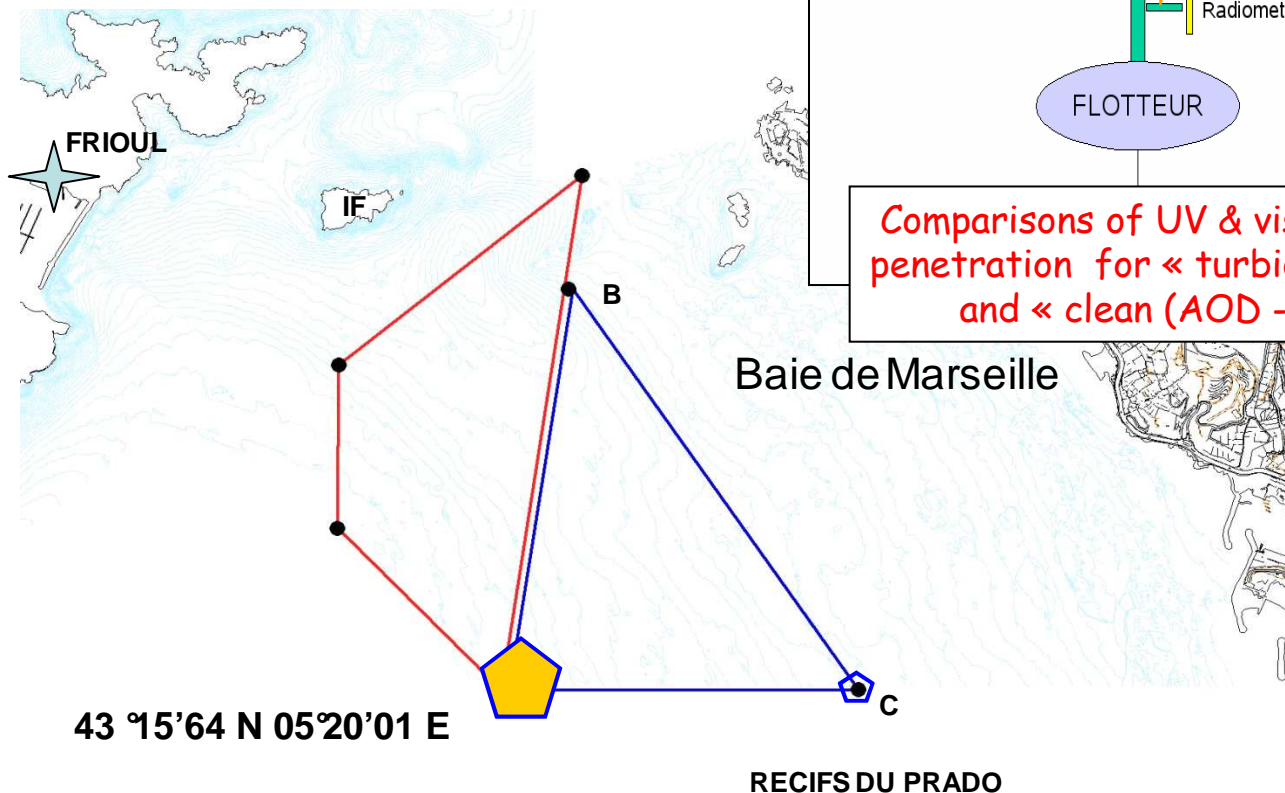 Radiomet
FLOTTEUR
FRIOUL
IF
Comparisons of UV & vis
penetration for « turbi
and « clean (AOD -
B
Baie de Marseille
C
43 °15’64 N 05°20’01 E
RECIFS DU PRADO